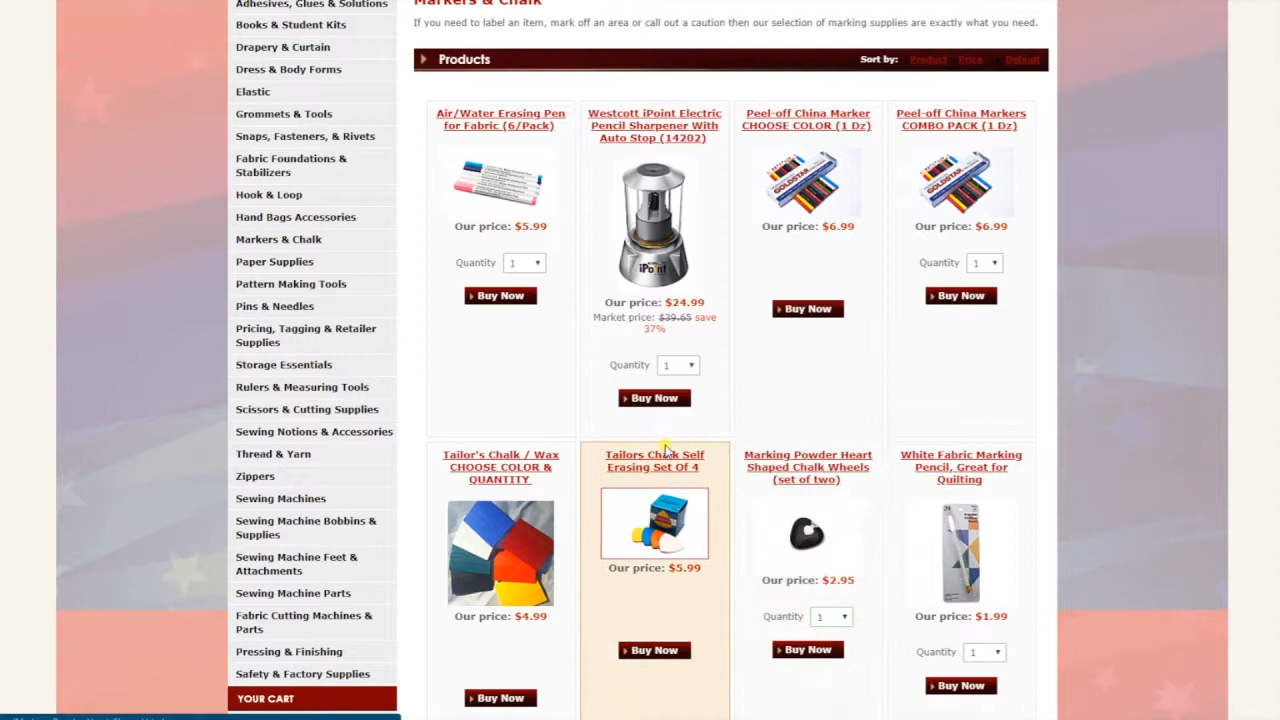 Adhesives, Glues & Solutions
Books & Student Kits
Drapery & Curtain
Dress & Body Forms
Elastic
Grommets & Tools
Snaps, Fasteners, & Rivets
Fabric Foundations &
Stabilizers
Hook & Loop
Hand Bags Accessories
Markers & Chalk
Paper Supplies
Pattern Making Tools
Pins & Needles
Pricing, Tagging & Retailer
Supplies
Storage Essentials
Rulers & Measuring Tools
Scissors & Cutting Supplies
Sewing Notions & Accessories
Thread & Yarn
Zippers
Sewing Machines
Sewing Machine Bobbins &
Supplies
Sewing Machine Feet &
Attachments
Sewing Machine Parts
Fabric Cutting Machines &
Parts
Pressing & Finishing
Safety & Factory Supplies
YOUR CART
Markers & Chalk
If you need to label an item, mark off an area or call out a caution then our selection of marking supplies are exactly what you need.
Products
Sort by: Product Price Default
Air/Water Erasing Pen
for Fabric (6/Pack)
Our price: $5.99
Quantity 1
Buy Now
Westcott iPoint Electric
Pencil Sharpener With
Auto Stop (14202)
iPoint
Our price: $24.99
Market price: $39.65 save
37%
Quantity 1
Buy Now
Peel-off China Marker
CHOOSE COLOR (1 Dz)
GOLDSTAR
Our price: $6.99
Buy Now
Peel-off China Markers
COMBO PACK (1 Dz)
GOLDSTAR
Our price: $6.99
Quantity 1
Buy Now
Tailor's Chalk / Wax
CHOOSE COLOR &
QUANTITY
Our price: $4.99
Buy Now
Tailors Chalk Self
Erasing Set Of 4
Our price: $5.99
Buy Now
Marking Powder Heart
Shaped Chalk Wheels
(set of two)
Our price: $2.95
Quantity 1
Buy Now
White Fabric Marking
Pencil, Great for
Quilting
Our price: $1.99
Quantity 1
Buy Now